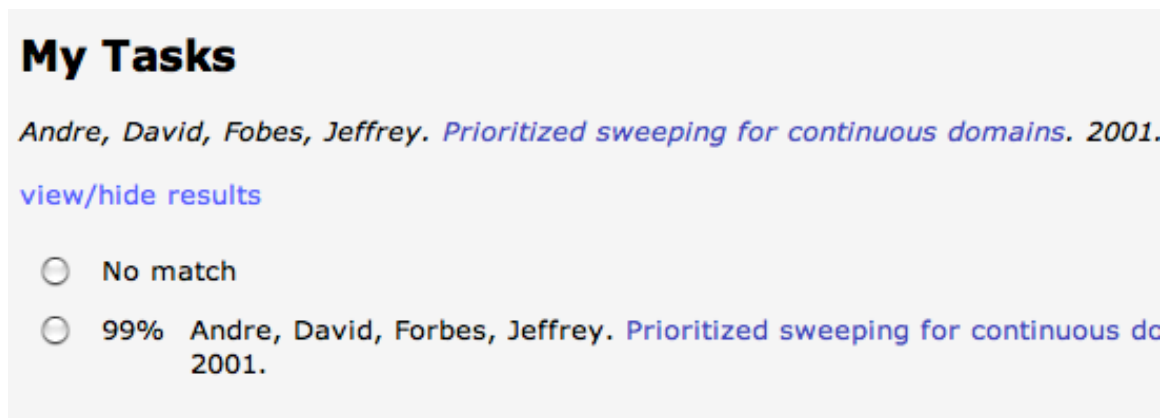 My Tasks
Andre, David, Fobes, Jeffrey. Prioritized sweeping for continuous domains. 2001.
view/hide results
No match
99% Andre, David, Forbes, Jeffrey. Prioritized sweeping for continuous do
2001.